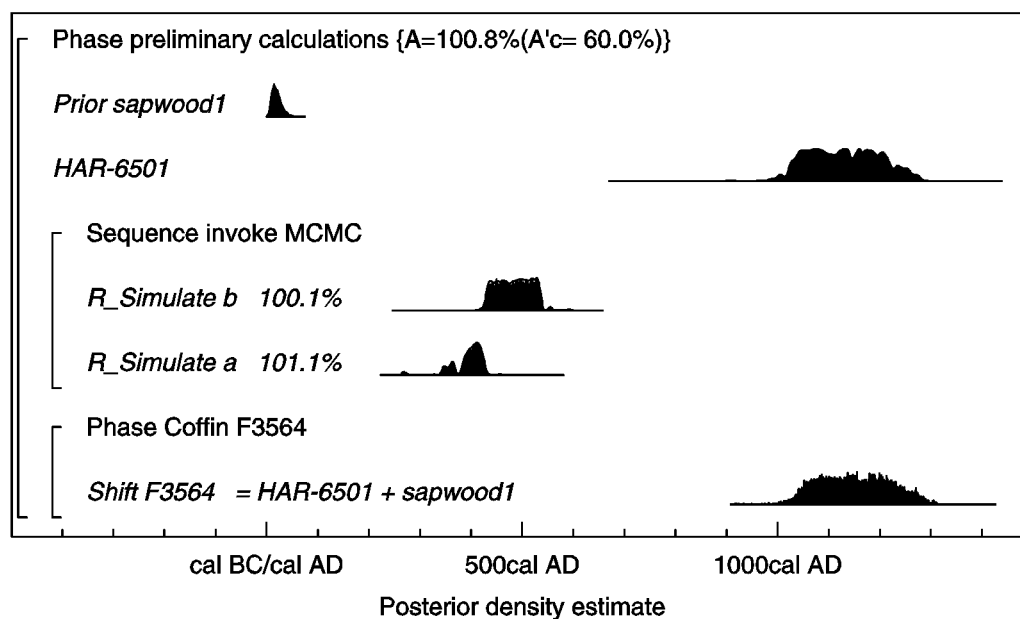 Phase preliminary calculations {A=100.8%(A'c= 60.0%)}
Prior sapwood1
HAR-6501
Sequence invoke MCMC
R_Simulate b 100.1%
R_Simulate a 101.1%
Phase Coffin F3564
Shift F3564 = HAR-6501 + sapwood1
cal BC/cal AD 500cal AD 1000cal AD
Posterior density estimate